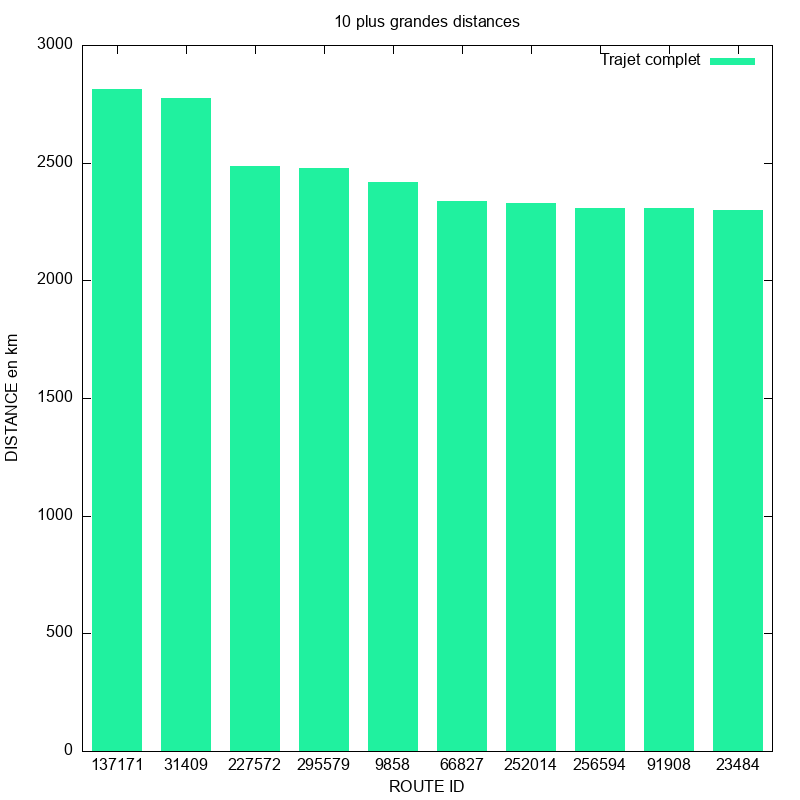 10 plus grandes distances
Trajet complet
3000
2500
2000
1500
1000
500
0
DISTANCE en km
137171 31409 227572 295579 9858 66827 252014 256594 91908 23484
ROUTE ID